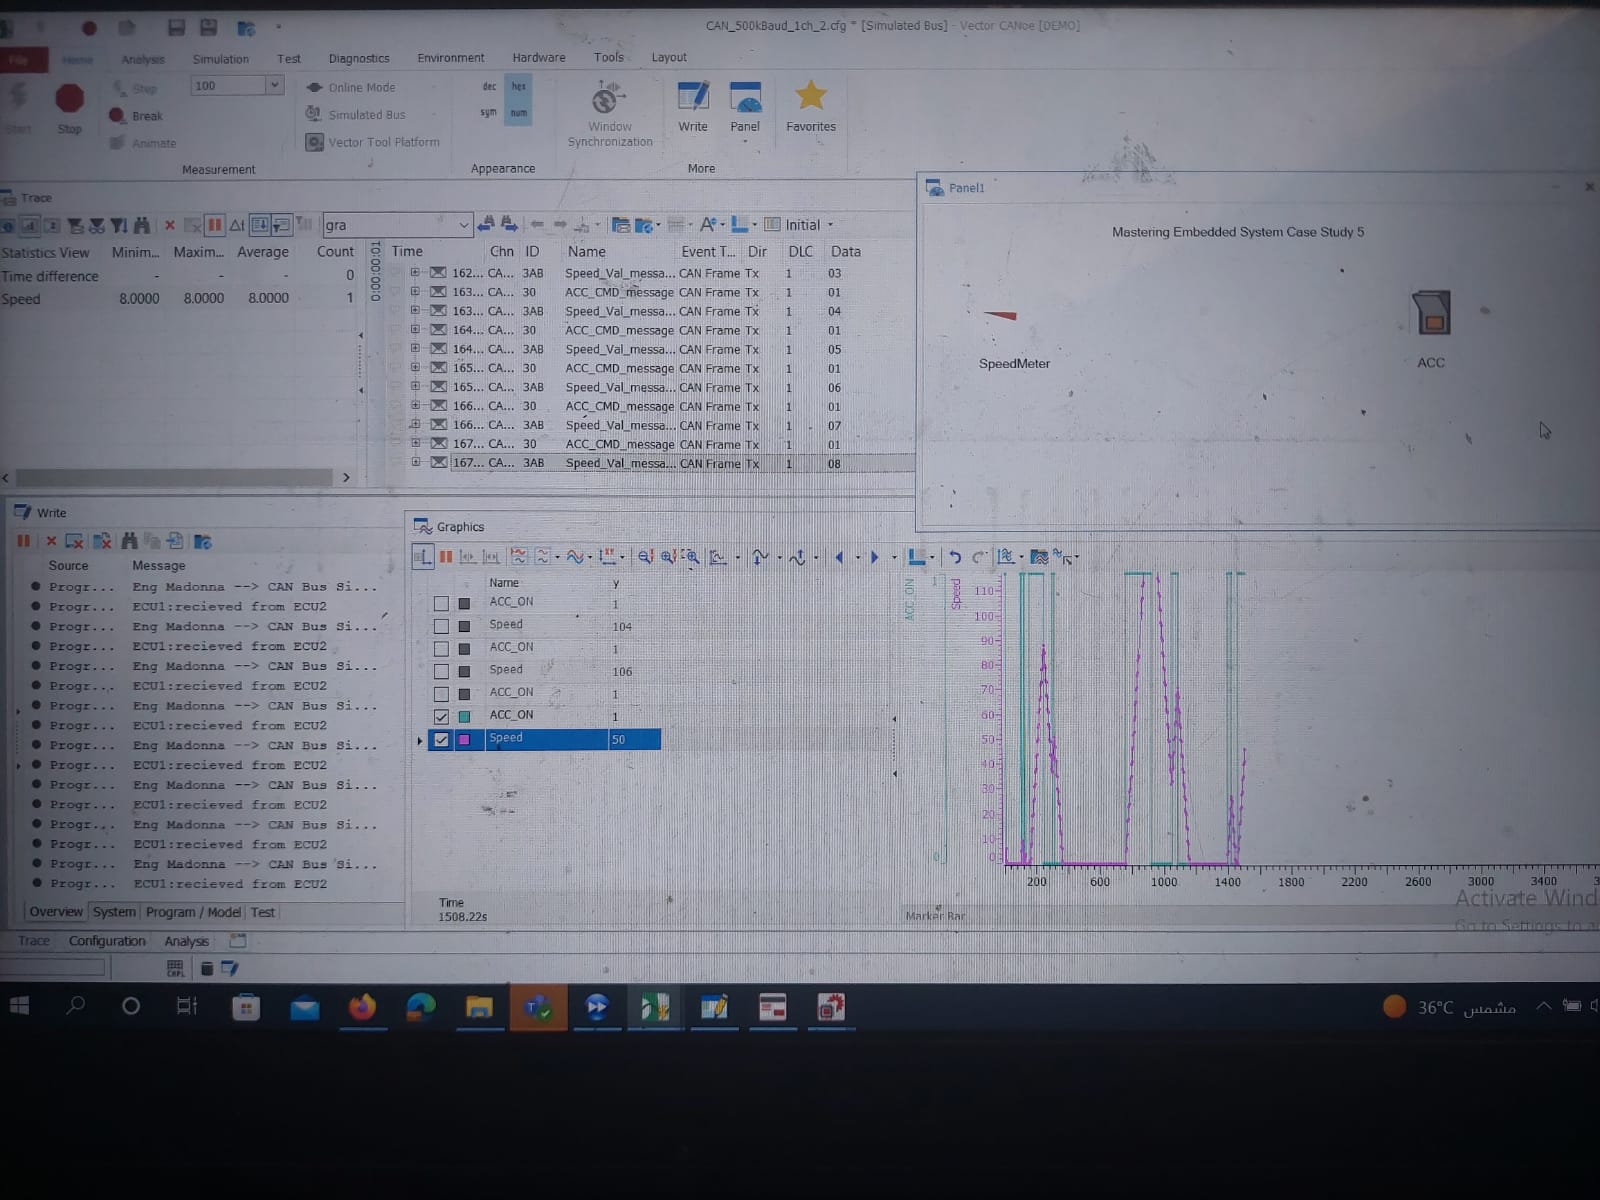 CAN_500kBaud_1ch_2.cfg * [Simulated Bus] - Vector CANoe [DEMO]
File Home Analysis Simulation Test Diagnostics Environment Hardware Tools Layout
Start Stop Step Break Animate 100
Measurement
Online Mode
Simulated Bus
Vector Tool Platform
dec hex
sym num
Appearance
Window Synchronization
Write Panel Favorites
More
Trace
gra
Initial
Statistics View Minim... Maxim... Average Count
Time difference - - - 0
Speed 8.0000 8.0000 8.0000 1
0:00:00:01
Time Chn ID Name Event T... Dir DLC Data
162... CA... 3AB Speed_Val_messa... CAN Frame Tx 1 03
163... CA... 30 ACC_CMD_message CAN Frame Tx 1 01
163... CA... 3AB Speed_Val_messa... CAN Frame Tx 1 04
164... CA... 30 ACC_CMD_message CAN Frame Tx 1 01
164... CA... 3AB Speed_Val_messa... CAN Frame Tx 1 05
165... CA... 30 ACC_CMD_message CAN Frame Tx 1 01
165... CA... 3AB Speed_Val_messa... CAN Frame Tx 1 06
166... CA... 30 ACC_CMD_message CAN Frame Tx 1 01
166... CA... 3AB Speed_Val_messa... CAN Frame Tx 1 07
167... CA... 30 ACC_CMD_message CAN Frame Tx 1 01
167... CA... 3AB Speed_Val_messa... CAN Frame Tx 1 08
Panel1
Mastering Embedded System Case Study 5
SpeedMeter
ACC
Write
Source Message
Progr... Eng Madonna --> CAN Bus Si...
Progr... ECU1:recieved from ECU2
Progr... Eng Madonna --> CAN Bus Si...
Progr... ECU1:recieved from ECU2
Progr... Eng Madonna --> CAN Bus Si...
Progr... ECU1:recieved from ECU2
Progr... Eng Madonna --> CAN Bus Si...
Progr... ECU1:recieved from ECU2
Progr... Eng Madonna --> CAN Bus Si...
Progr... ECU1:recieved from ECU2
Progr... Eng Madonna --> CAN Bus Si...
Progr... ECU1:recieved from ECU2
Progr... Eng Madonna --> CAN Bus Si...
Progr... ECU1:recieved from ECU2
Progr... Eng Madonna --> CAN Bus Si...
Progr... ECU1:recieved from ECU2
Overview System Program / Model Test
Graphics
Name y
ACC_ON 1
Speed 104
ACC_ON 1
Speed 106
ACC_ON 1
ACC_ON 1
Speed 50
Time
1508.22s
ACC_ON
1
0
Speed
110
100
90
80
70
60
50
40
30
20
10
0
200 600 1000 1400 1800 2200 2600 3000 3400
Marker Bar
Activate Wind
Go to Settings to a
Trace Configuration Analysis
CAPL
36°C مشمس